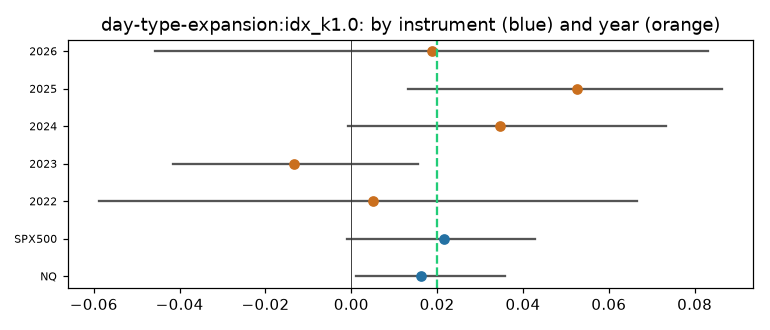 day-type-expansion:idx_k1.0: by instrument (blue) and year (orange)
2026
2025
2024
2023
2022
SPX500
NQ
−0.06 −0.04 −0.02 0.00 0.02 0.04 0.06 0.08